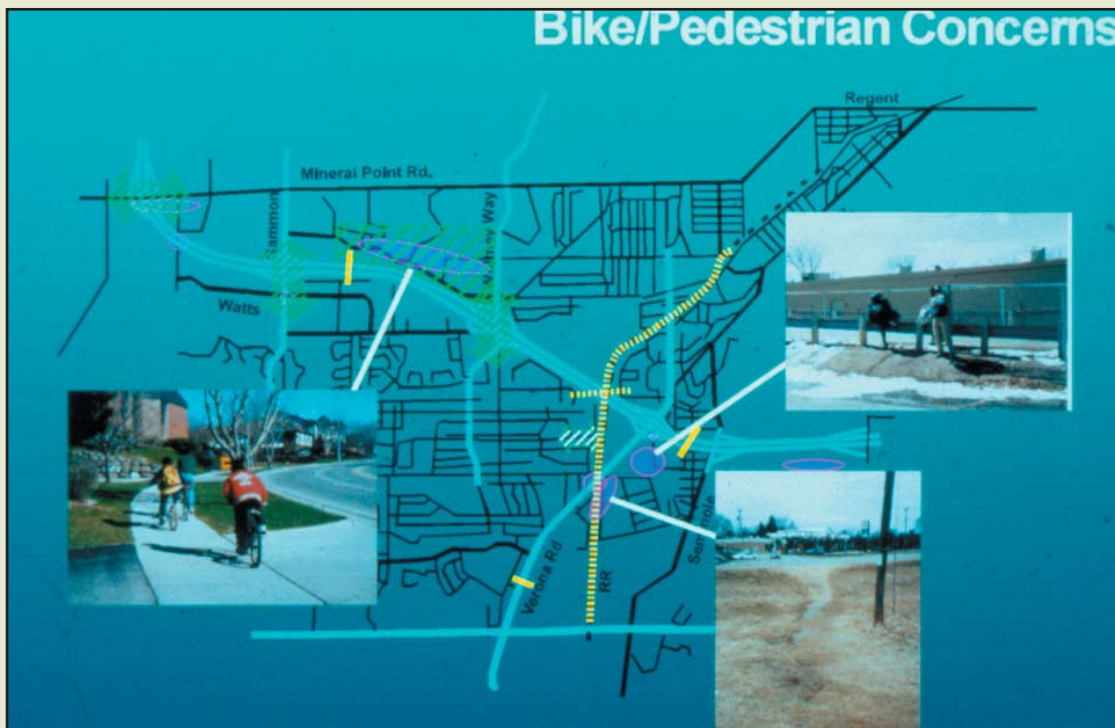 Bike/Pedestrian Concerns
Regent
Mineral Point Rd.
Gammon
Watts
Verona Rd
RR